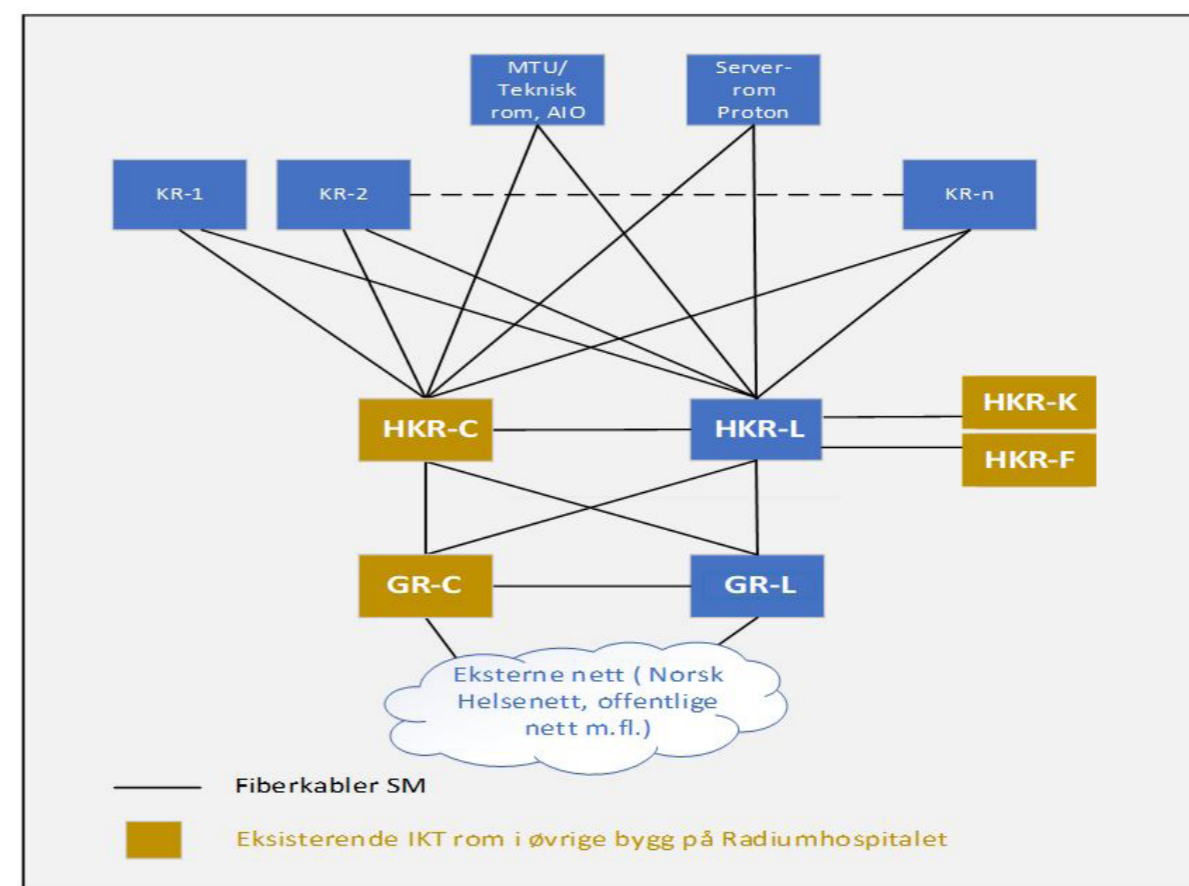 MTU/
Teknisk
rom, AIO
Server-
rom
Proton
KR-1
KR-2
KR-n
HKR-C
HKR-L
HKR-K
HKR-F
GR-C
GR-L
Eksterne nett ( Norsk
Helsenett, offentlige
nett m.fl.)
Fiberkabler SM
Eksisterende IKT rom i øvrige bygg på Radiumhospitalet